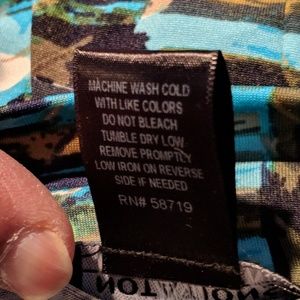 MACHINE WASH COLD
WITH LIKE COLORS
DO NOT BLEACH
TUMBLE DRY LOW
REMOVE PROMPTLY
LOW IRON ON REVERSE
SIDE IF NEEDED
RN# 58719